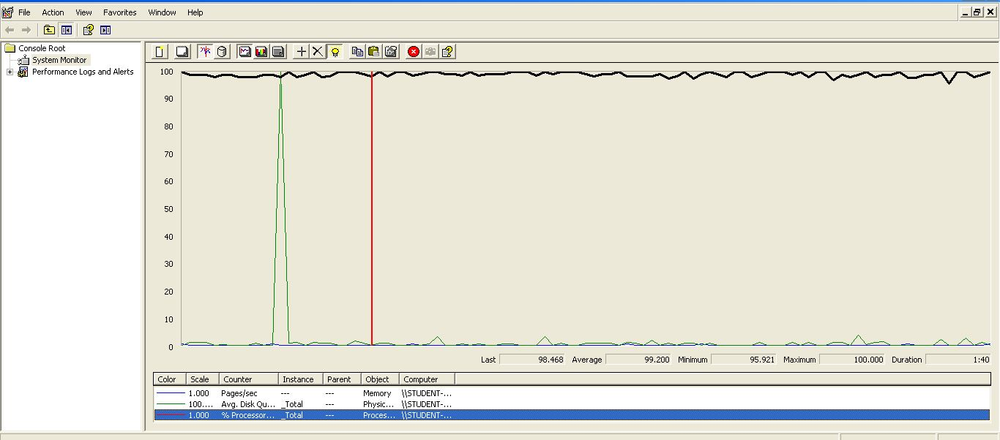 File Action View Favorites Window Help
Console Root
System Monitor
Performance Logs and Alerts
100
90
80
70
60
50
40
30
20
10
0
Last 98.468 Average 99.200 Minimum 95.921 Maximum 100.000 Duration 1:40
Color Scale Counter Instance Parent Object Computer
1.000 Pages/sec --- --- Memory \\STUDENT-...
100.... Avg. Disk Qu... _Total --- Physic... \\STUDENT-...
1.000 % Processor... _Total --- Proces... \\STUDENT-...